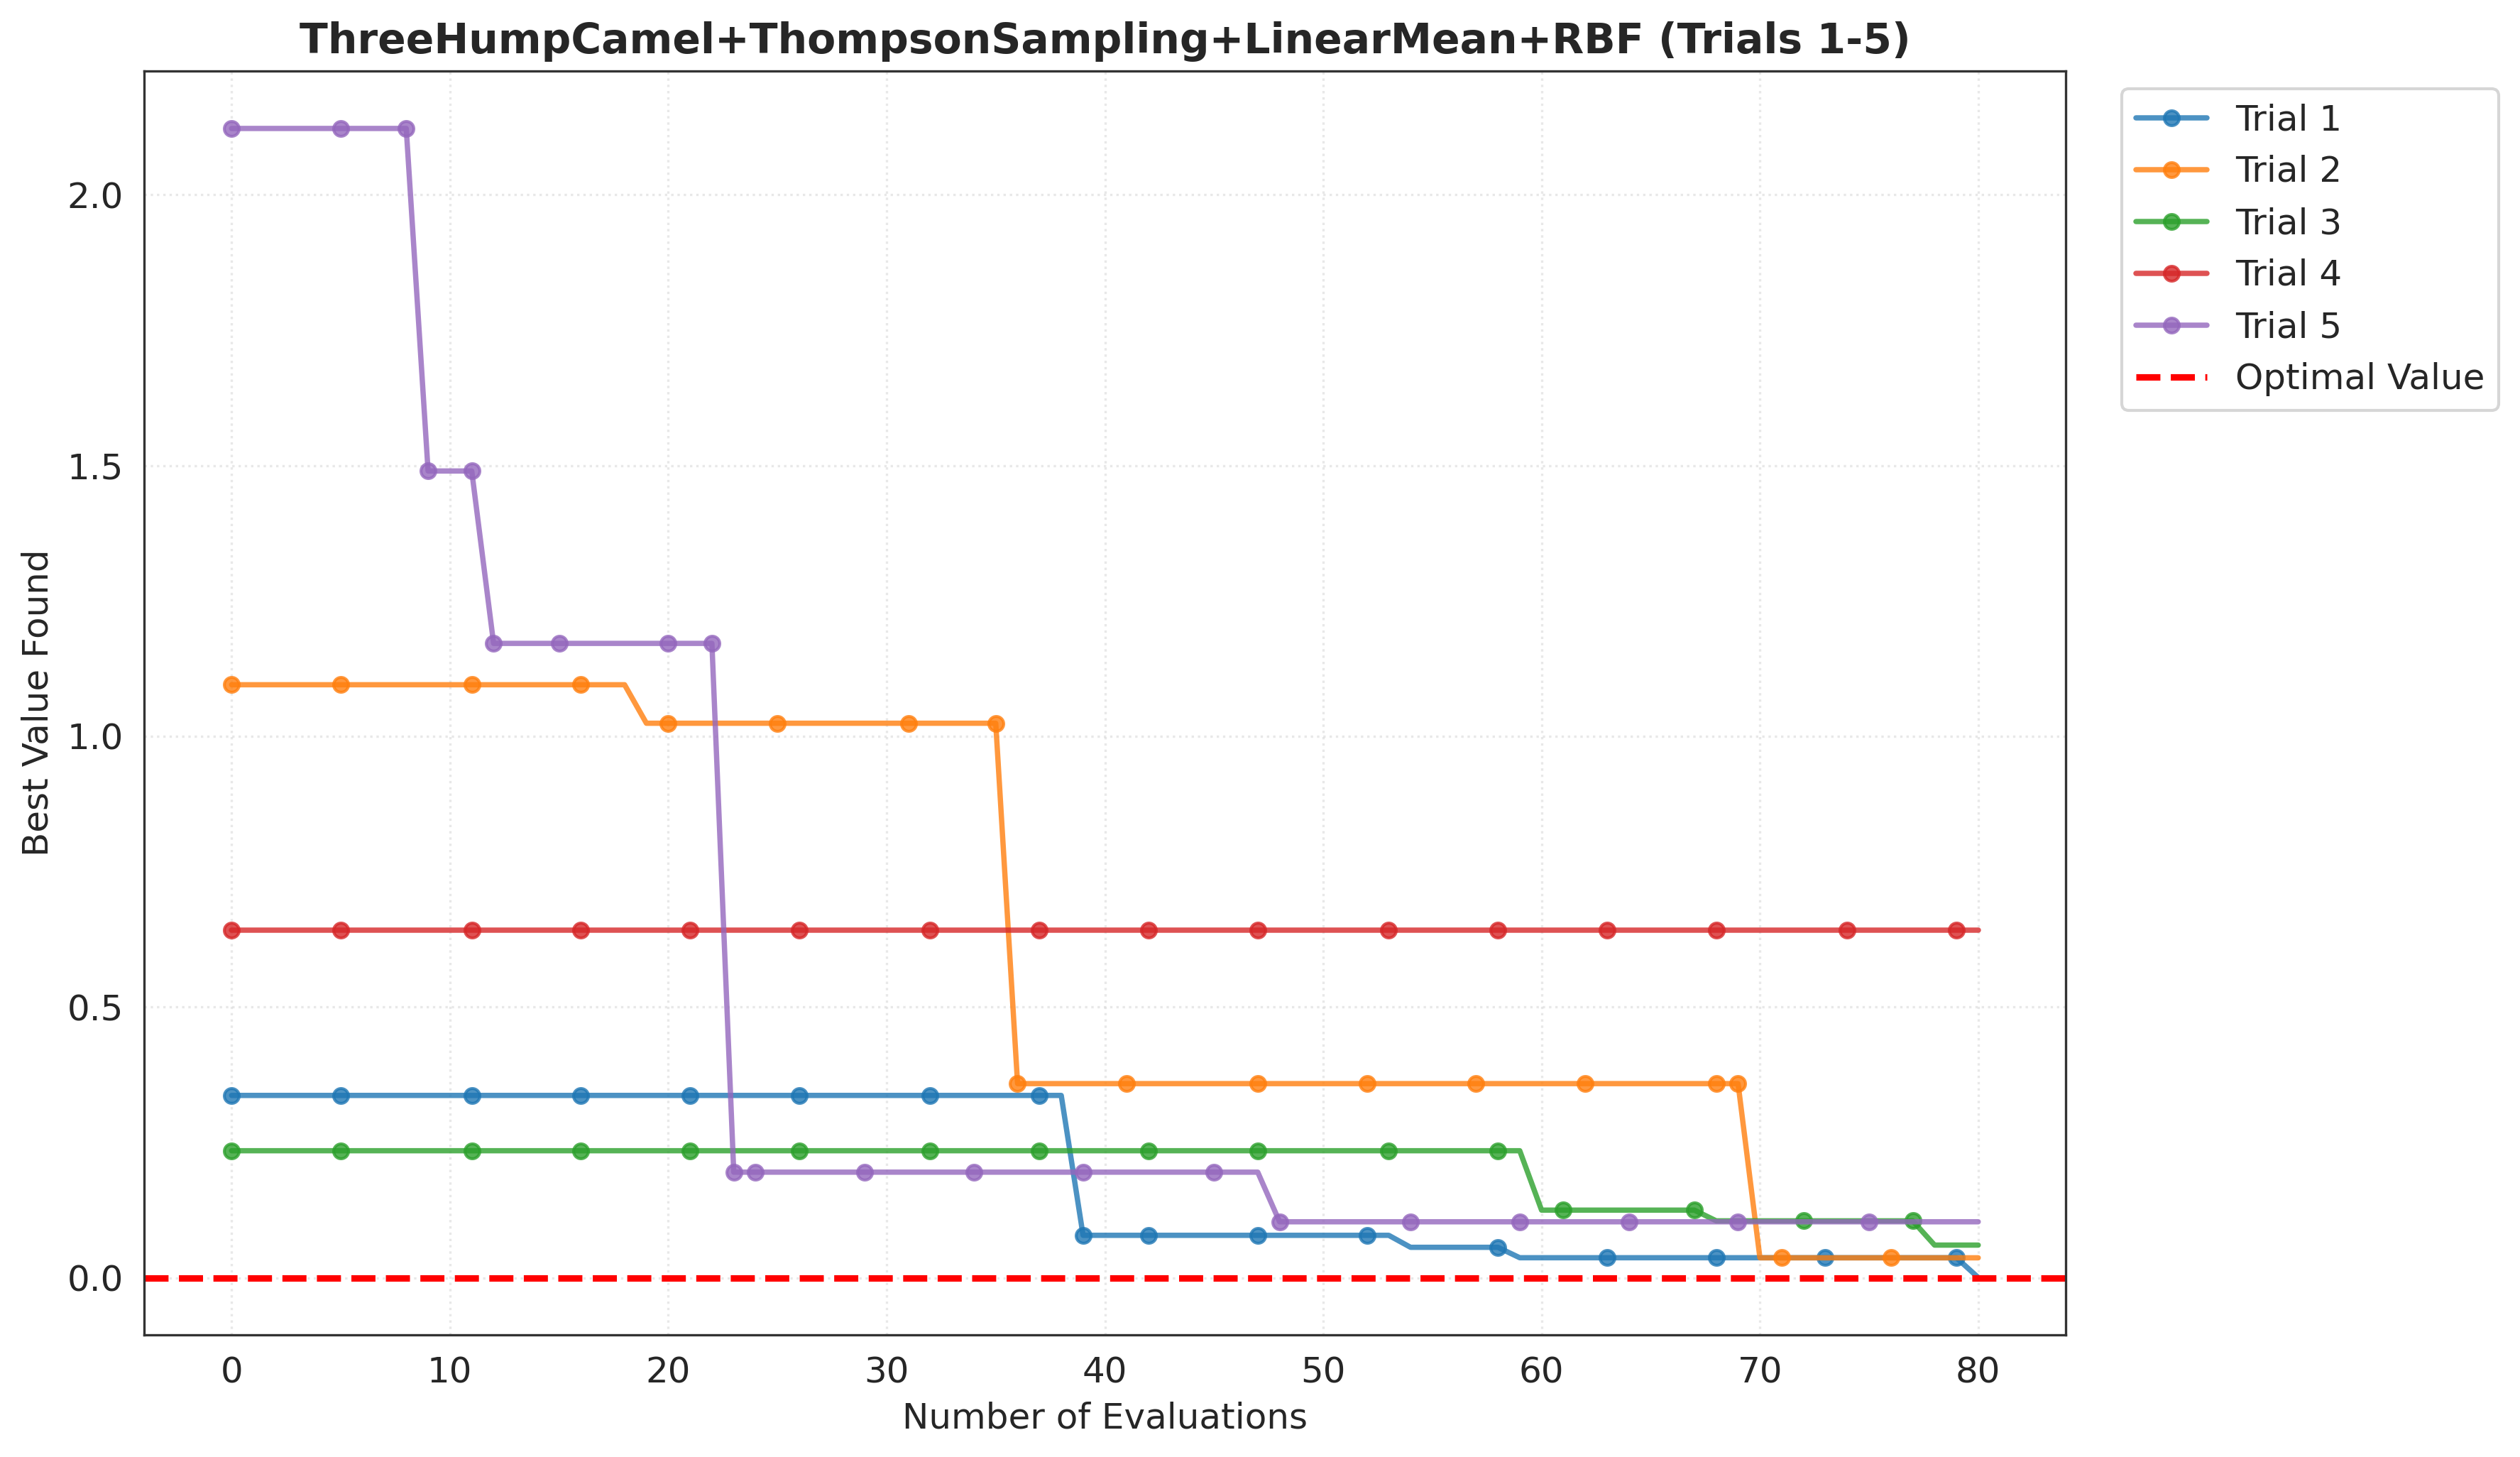 ThreeHumpCamel+ThompsonSampling+LinearMean+RBF (Trials 1-5)
Trial 1
Trial 2
Trial 3
Trial 4
Trial 5
Optimal Value
Best Value Found
2.0
1.5
1.0
0.5
0.0
0 10 20 30 40 50 60 70 80
Number of Evaluations